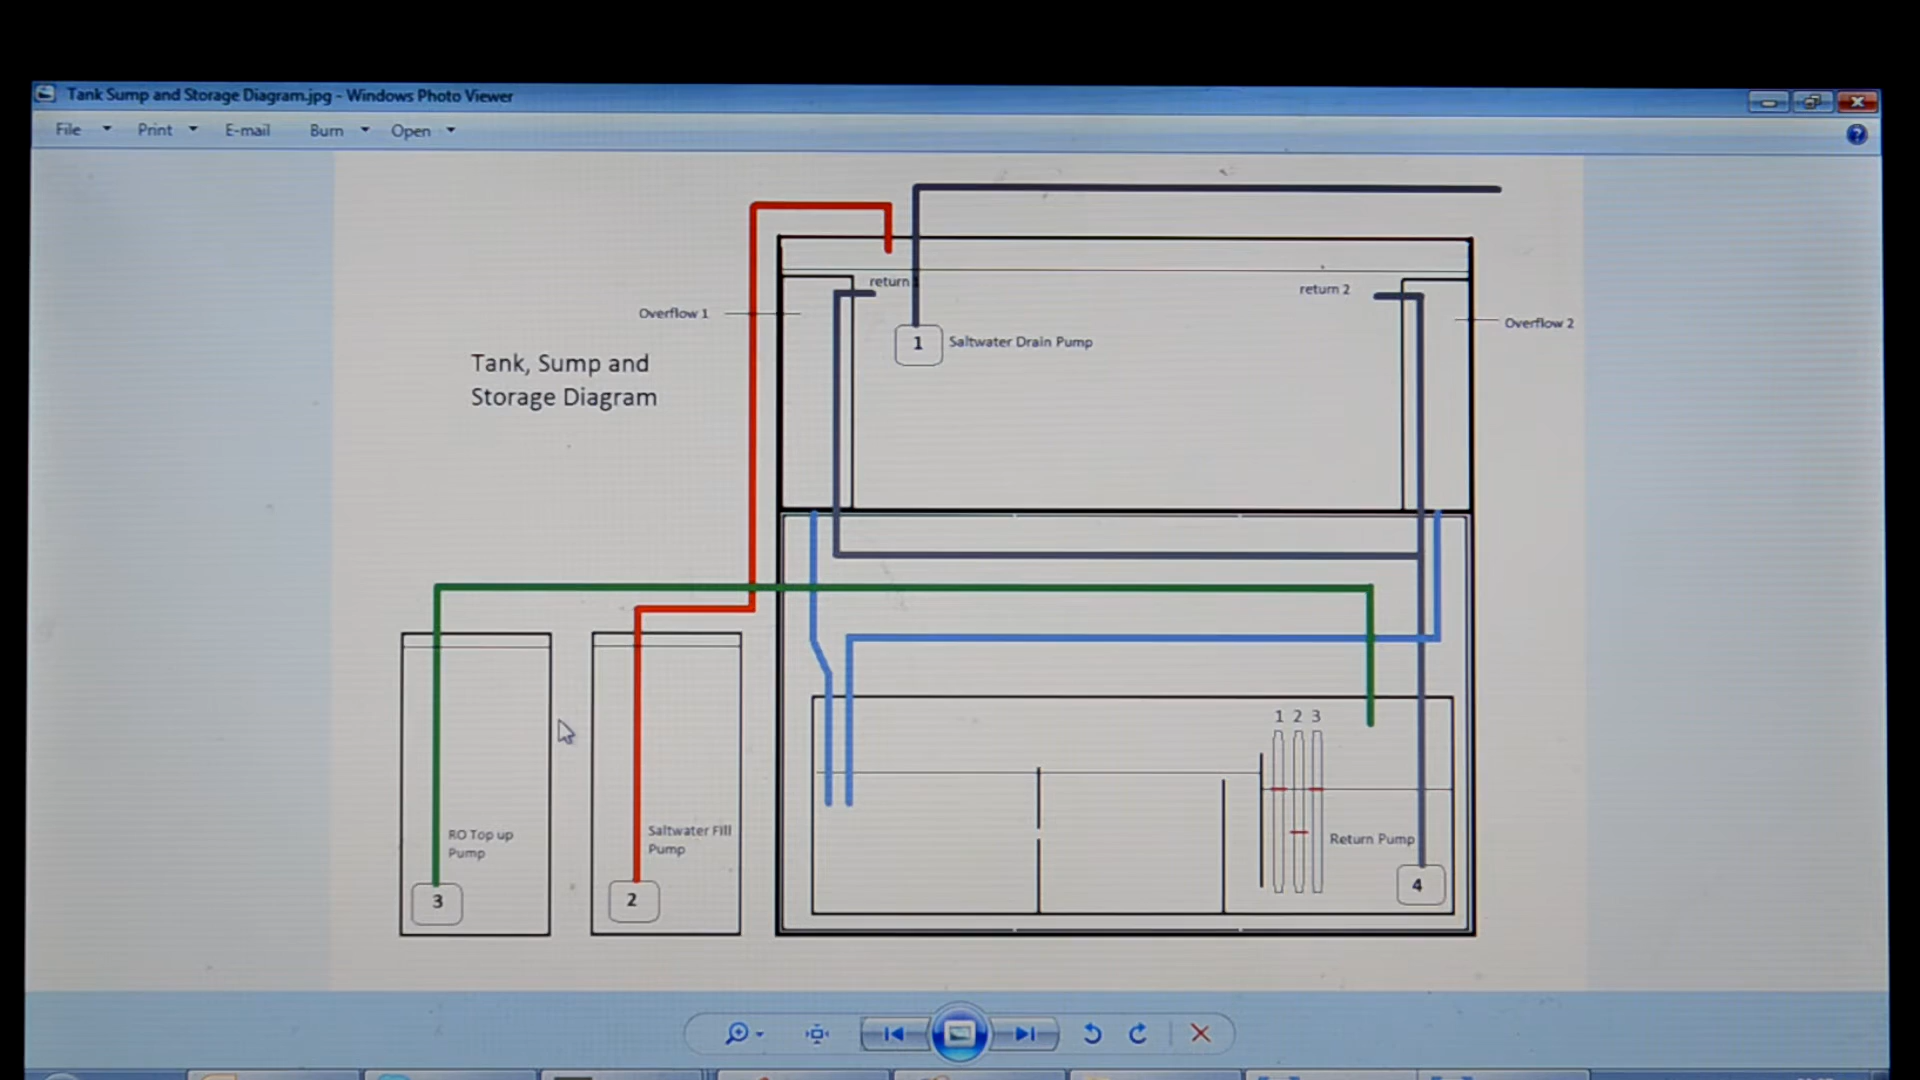 Tank Sump and Storage Diagram.jpg - Windows Photo Viewer
File Print E-mail Burn Open
return
return 2
Overflow 1
Overflow 2
1 Saltwater Drain Pump
Tank, Sump and
Storage Diagram
1 2 3
RO Top up
Pump
3
Saltwater Fill
Pump
2
Return Pump
4